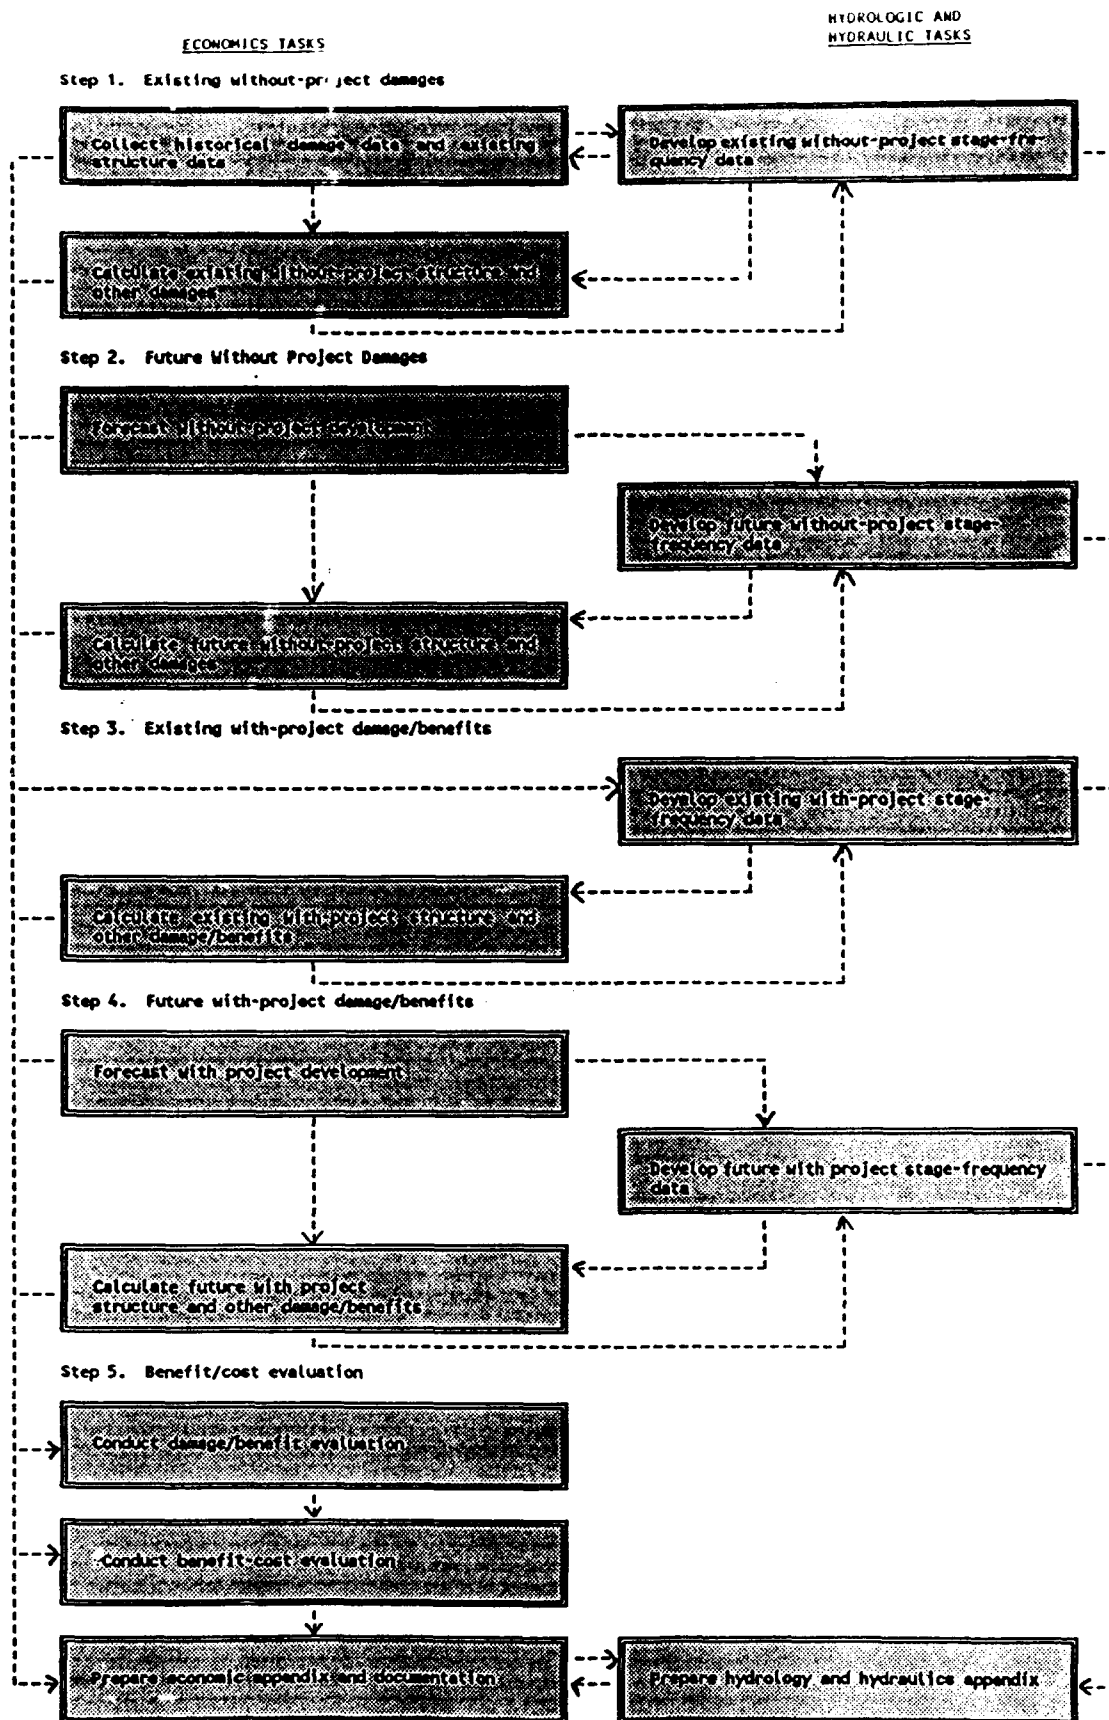 ECONOMICS TASKS
HYDROLOGIC AND
HYDRAULIC TASKS
Step 1. Existing without-project damages
Collect historical damage data and existing
structure data
Develop existing without-project stage-fre-
quency data
Calculate existing without-project structure and
other damages
Step 2. Future Without Project Damages
Forecast without-project development
Develop future without-project stage-
frequency data
Calculate future without-project structure and
other damages
Step 3. Existing with-project damage/benefits
Develop existing with-project stage-
frequency data
Calculate existing with-project structure and
other damage/benefits
Step 4. Future with-project damage/benefits
Forecast with project development
Develop future with project stage-frequency
data
Calculate future with project
structure and other damage/benefits
Step 5. Benefit/cost evaluation
Conduct damage/benefit evaluation
Conduct benefit-cost evaluation
Prepare economic appendix and documentation
Prepare hydrology and hydraulics appendix